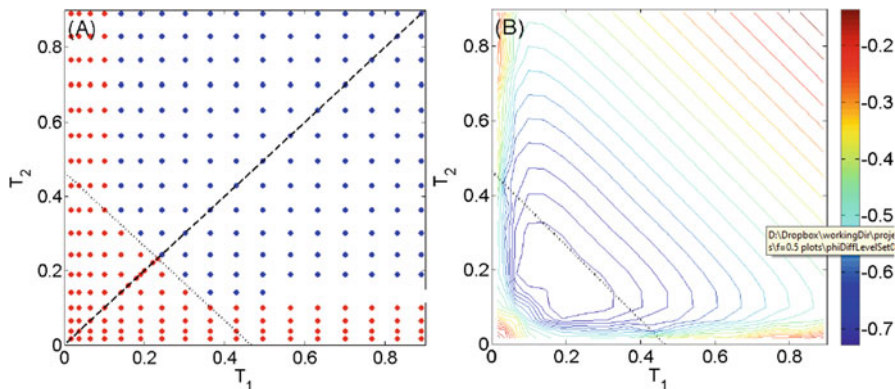 (A)
T₂
0.8
0.6
0.4
0.2
0
0 0.2 0.4 0.6 0.8
T₁
(B)
T₂
0.8
0.6
0.4
0.2
0
0 0.2 0.4 0.6 0.8
T₁
-0.2
-0.3
-0.4
-0.5
-0.6
-0.7
D:\Dropbox\workingDir\proje
s\f=0.5 plots\phiDiffLevelSet0